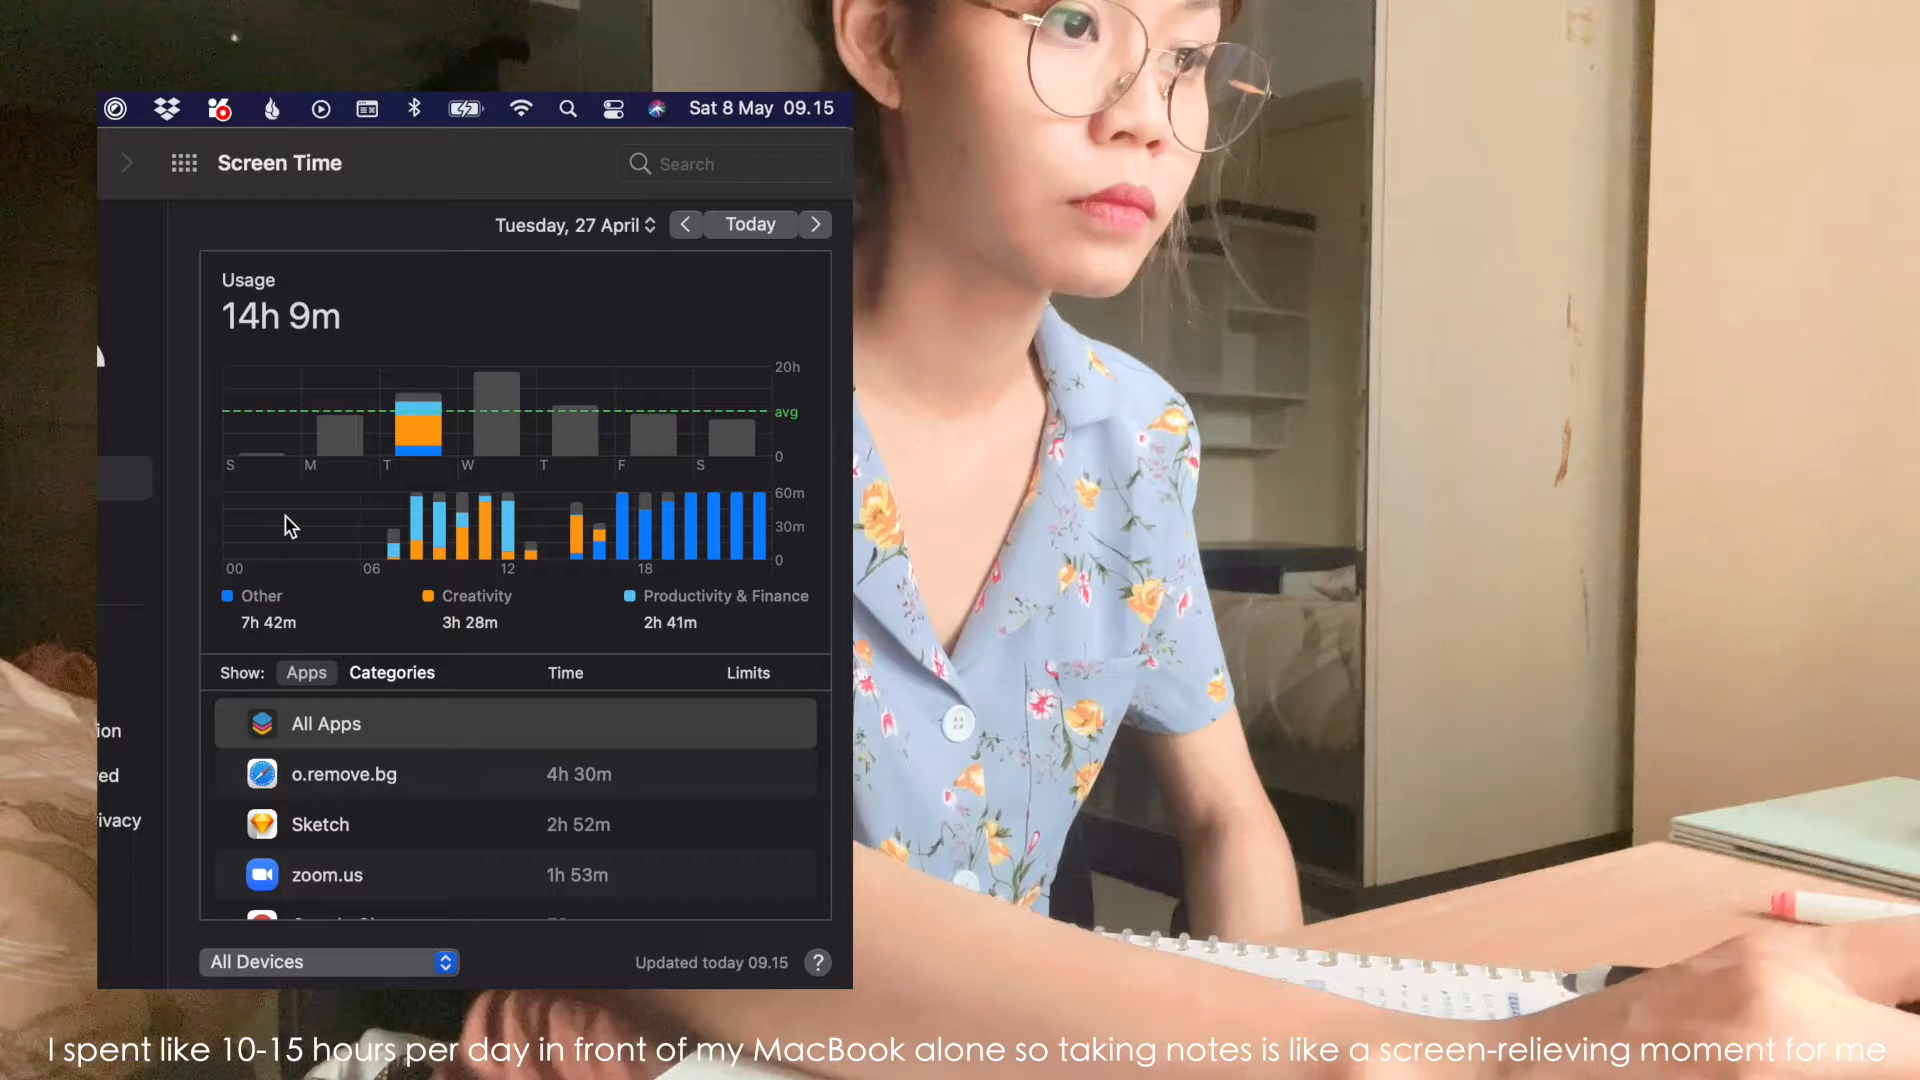 Sat 8 May 09.15
Screen Time
Search
Tuesday, 27 April
Today
Usage
14h 9m
20h
avg
0
S M T W T F S
60m
30m
0
00 06 12 18
Other Creativity Productivity & Finance
7h 42m 3h 28m 2h 41m
Show: Apps Categories Time Limits
All Apps
ion
o.remove.bg 4h 30m
ed
Sketch 2h 52m
ivacy
zoom.us 1h 53m
All Devices
Updated today 09.15 ?
I spent like 10-15 hours per day in front of my MacBook alone so taking notes is like a screen-relieving moment for me